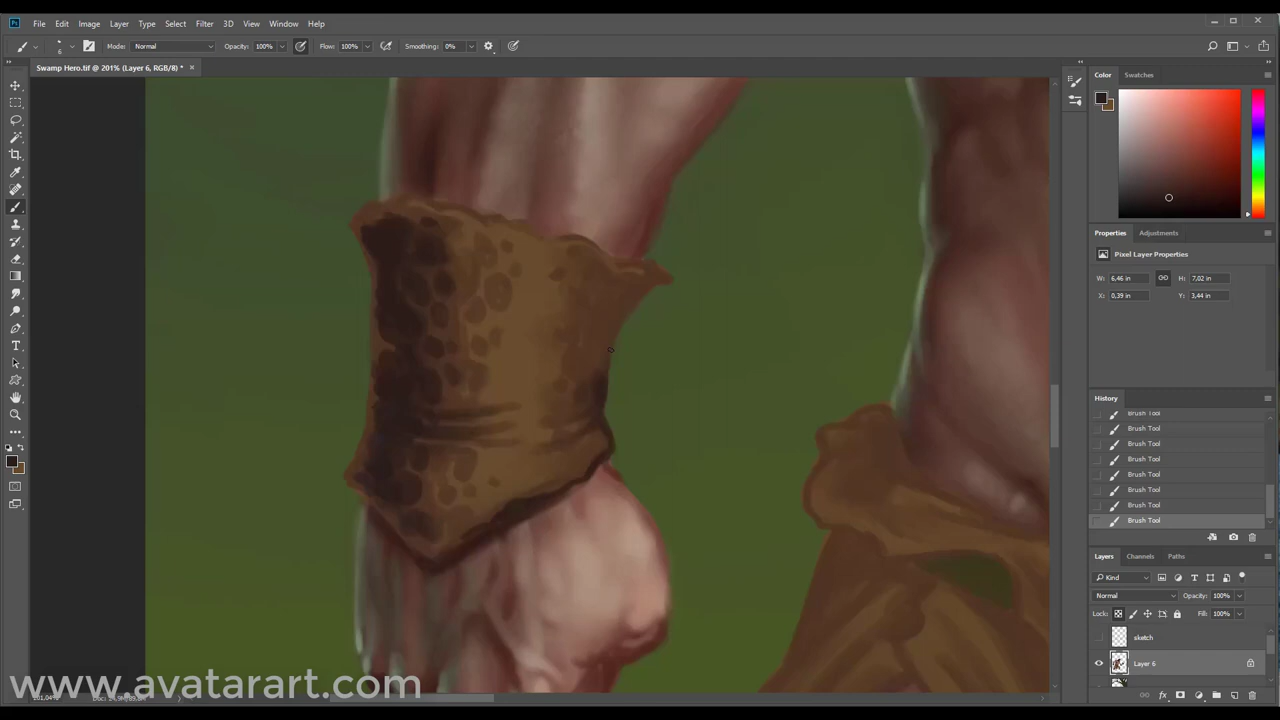 Ps File Edit Image Layer Type Select Filter 3D View Window Help
6 Mode: Normal Opacity: 100% Flow: 100% Smoothing: 0%
Swamp Hero.tif @ 201% (Layer 6, RGB/8) *
Color Swatches
Properties Adjustments
Pixel Layer Properties
W: 6,46 in H: 7,02 in
X: 0,39 in Y: 3,44 in
History
Brush Tool
Brush Tool
Brush Tool
Brush Tool
Brush Tool
Brush Tool
Brush Tool
Brush Tool
Layers Channels Paths
Kind
Normal Opacity: 100%
Lock: Fill: 100%
sketch
Layer 6
fx
www.avatarart.com